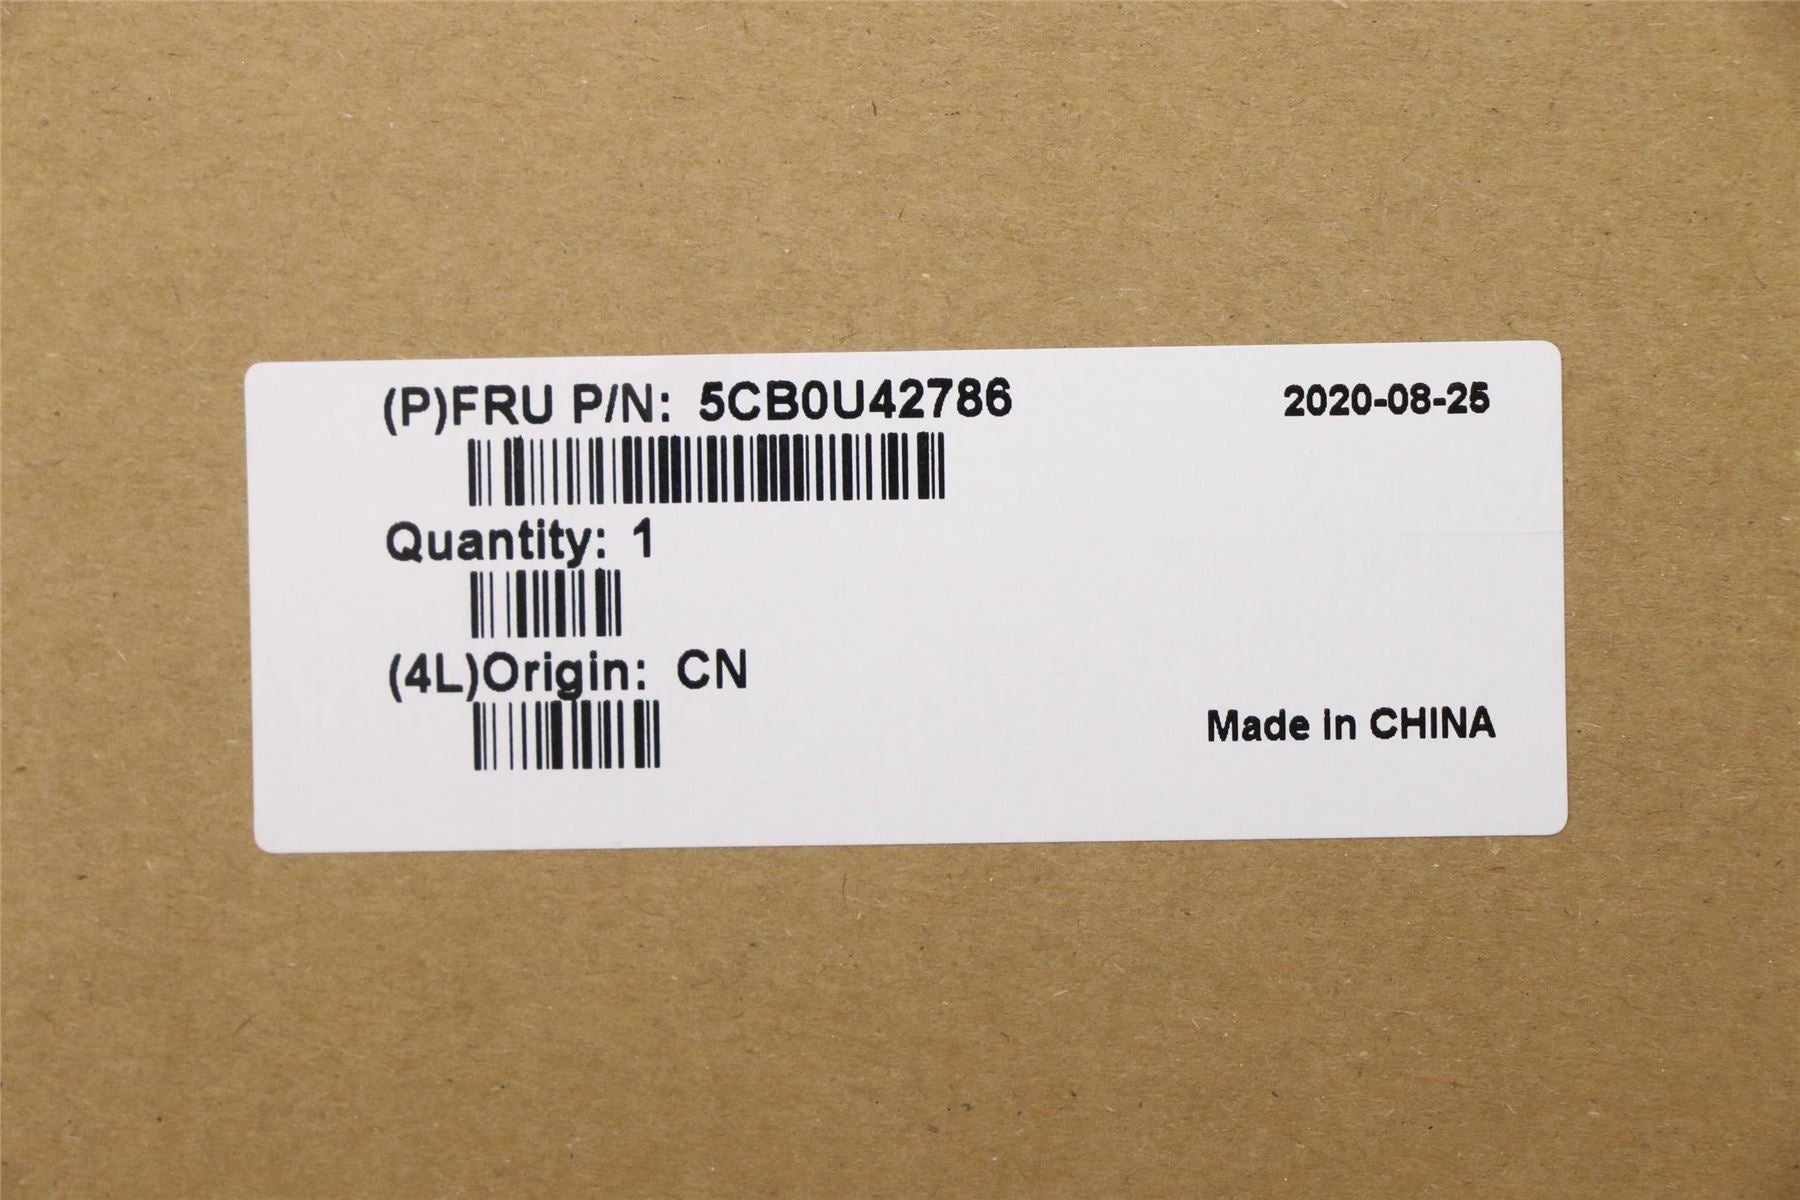 (P)FRU P/N: 5CB0U42786
2020-08-25
Quantity: 1
(4L)Origin: CN
Made in CHINA